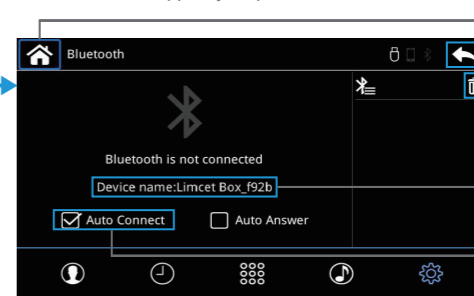 Bluetooth
Bluetooth is not connected
Device name:Limcet Box_f92b
Auto Connect
Auto Answer